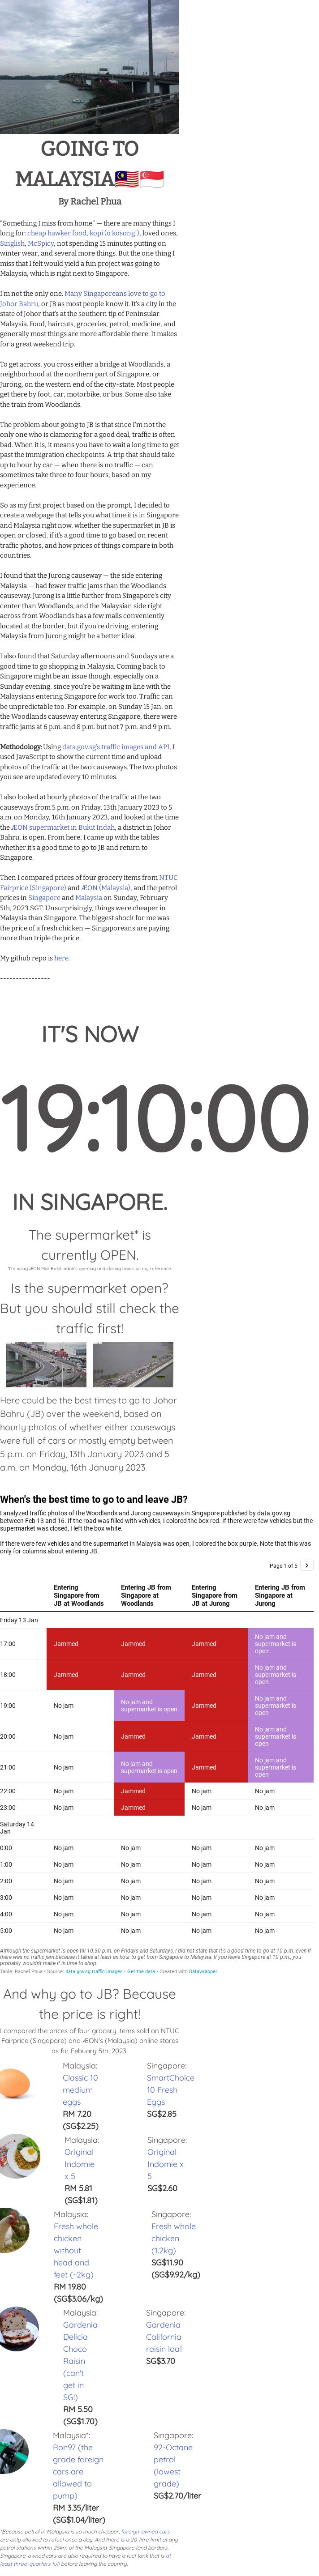 GOING TO
MALAYSIA🇲🇾🇸🇬
By Rachel Phua
"Something I miss from home" — there are many things I
long for: cheap hawker food, kopi (o kosong!), loved ones,
Singlish, McSpicy, not spending 15 minutes putting on
winter wear, and several more things. But the one thing I
miss that I felt would yield a fun project was going to
Malaysia, which is right next to Singapore.
I'm not the only one. Many Singaporeans love to go to
Johor Bahru, or JB as most people know it. It's a city in the
state of Johor that's at the southern tip of Peninsular
Malaysia. Food, haircuts, groceries, petrol, medicine, and
generally most things are more affordable there. It makes
for a great weekend trip.
To get across, you cross either a bridge at Woodlands, a
neighborhood at the northern part of Singapore, or
Jurong, on the western end of the city-state. Most people
get there by foot, car, motorbike, or bus. Some also take
the train from Woodlands.
The problem about going to JB is that since I'm not the
only one who is clamoring for a good deal, traffic is often
bad. When it is, it means you have to wait a long time to get
past the immigration checkpoints. A trip that should take
up to hour by car — when there is no traffic — can
sometimes take three to four hours, based on my
experience.
So as my first project based on the prompt, I decided to
create a webpage that tells you what time it is in Singapore
and Malaysia right now, whether the supermarket in JB is
open or closed, if it's a good time to go based on recent
traffic photos, and how prices of things compare in both
countries.
I found that the Jurong causeway — the side entering
Malaysia — had fewer traffic jams than the Woodlands
causeway. Jurong is a little further from Singapore's city
center than Woodlands, and the Malaysian side right
across from Woodlands has a few malls conveniently
located at the border, but if you're driving, entering
Malaysia from Jurong might be a better idea.
I also found that Saturday afternoons and Sundays are a
good time to go shopping in Malaysia. Coming back to
Singapore might be an issue though, especially on a
Sunday evening, since you're be waiting in line with the
Malaysians entering Singapore for work too. Traffic can
be unpredictable too. For example, on Sunday 15 Jan, on
the Woodlands causeway entering Singapore, there were
traffic jams at 6 p.m. and 8 p.m. but not 7 p.m. and 9 p.m.
Methodology: Using data.gov.sg's traffic images and API, I
used JavaScript to show the current time and upload
photos of the traffic at the two causeways. The two photos
you see are updated every 10 minutes.
I also looked at hourly photos of the traffic at the two
causeways from 5 p.m. on Friday, 13th January 2023 to 5
a.m. on Monday, 16th January 2023, and looked at the time
the ÆON supermarket in Bukit Indah, a district in Johor
Bahru, is open. From here, I came up with the tables
whether it's a good time to go to JB and return to
Singapore.
Then I compared prices of four grocery items from NTUC
Fairprice (Singapore) and ÆON (Malaysia), and the petrol
prices in Singapore and Malaysia on Sunday, February
5th, 2023 SGT. Unsurprisingly, things were cheaper in
Malaysia than Singapore. The biggest shock for me was
the price of a fresh chicken — Singaporeans are paying
more than triple the price.
My github repo is here.
----------------
IT'S NOW
19:10:00
IN SINGAPORE.
The supermarket* is
currently OPEN.
*I'm using ÆON Mall Bukit Indah's opening and closing hours as my reference.
Is the supermarket open?
But you should still check the
traffic first!
Here could be the best times to go to Johor
Bahru (JB) over the weekend, based on
hourly photos of whether either causeways
were full of cars or mostly empty between
5 p.m. on Friday, 13th January 2023 and 5
a.m. on Monday, 16th January 2023.
When's the best time to go to and leave JB?
I analyzed traffic photos of the Woodlands and Jurong causeways in Singapore published by data.gov.sg
between Feb 13 and 16. If the road was filled with vehicles, I colored the box red. If there were few vehicles but the
supermarket was closed, I left the box white.
If there were few vehicles and the supermarket in Malaysia was open, I colored the box purple. Note that this was
only for columns about entering JB.
Page 1 of 5 >
Entering Singapore from JB at Woodlands Entering JB from Singapore at Woodlands Entering Singapore from JB at Jurong Entering JB from Singapore at Jurong
Friday 13 Jan
17:00 Jammed Jammed Jammed No jam and supermarket is open
18:00 Jammed Jammed Jammed No jam and supermarket is open
19:00 No jam No jam and supermarket is open Jammed No jam and supermarket is open
20:00 No jam Jammed Jammed No jam and supermarket is open
21:00 No jam No jam and supermarket is open Jammed No jam and supermarket is open
22:00 No jam Jammed No jam No jam
23:00 No jam Jammed No jam No jam
Saturday 14 Jan
0:00 No jam No jam No jam No jam
1:00 No jam No jam No jam No jam
2:00 No jam No jam No jam No jam
3:00 No jam No jam No jam No jam
4:00 No jam No jam No jam No jam
5:00 No jam No jam No jam No jam
Although the supermarket is open till 10:30 p.m. on Fridays and Saturdays, I did not state that it's a good time to go at 10 p.m. even if
there was no traffic jam because it takes at least an hour to get from Singapore to Malaysia. If you leave Singapore at 10 p.m., you
probably wouldn't make it in time to shop.
Table: Rachel Phua • Source: data.gov.sg traffic images • Get the data • Created with Datawrapper
And why go to JB? Because
the price is right!
I compared the prices of four grocery items sold on NTUC
Fairprice (Singapore) and ÆON's (Malaysia) online stores
as for Febuary 5th, 2023.
Malaysia:
Classic 10
medium
eggs
RM 7.20
(SG$2.25)
Singapore:
SmartChoice
10 Fresh
Eggs
SG$2.85
Malaysia:
Original
Indomie
x 5
RM 5.81
(SG$1.81)
Singapore:
Original
Indomie x
5
SG$2.60
Malaysia:
Fresh whole
chicken
without
head and
feet (~2kg)
RM 19.80
(SG$3.06/kg)
Singapore:
Fresh whole
chicken
(1.2kg)
SG$11.90
(SG$9.92/kg)
Malaysia:
Gardenia
Delicia
Choco
Raisin
(can't
get in
SG!)
RM 5.50
(SG$1.70)
Singapore:
Gardenia
California
raisin loaf
SG$3.70
Malaysia*:
Ron97 (the
grade foreign
cars are
allowed to
pump)
RM 3.35/liter
(SG$1.04/liter)
Singapore:
92-Octane
petrol
(lowest
grade)
SG$2.70/liter
*Because petrol in Malaysia is so much cheaper, foreign-owned cars
are only allowed to refuel once a day. And there is a 20-litre limit at any
petrol stations within 25km of the Malaysia-Singapore land borders.
Singapore-owned cars are also required to have a fuel tank that is at
least three-quarters full before leaving the country.